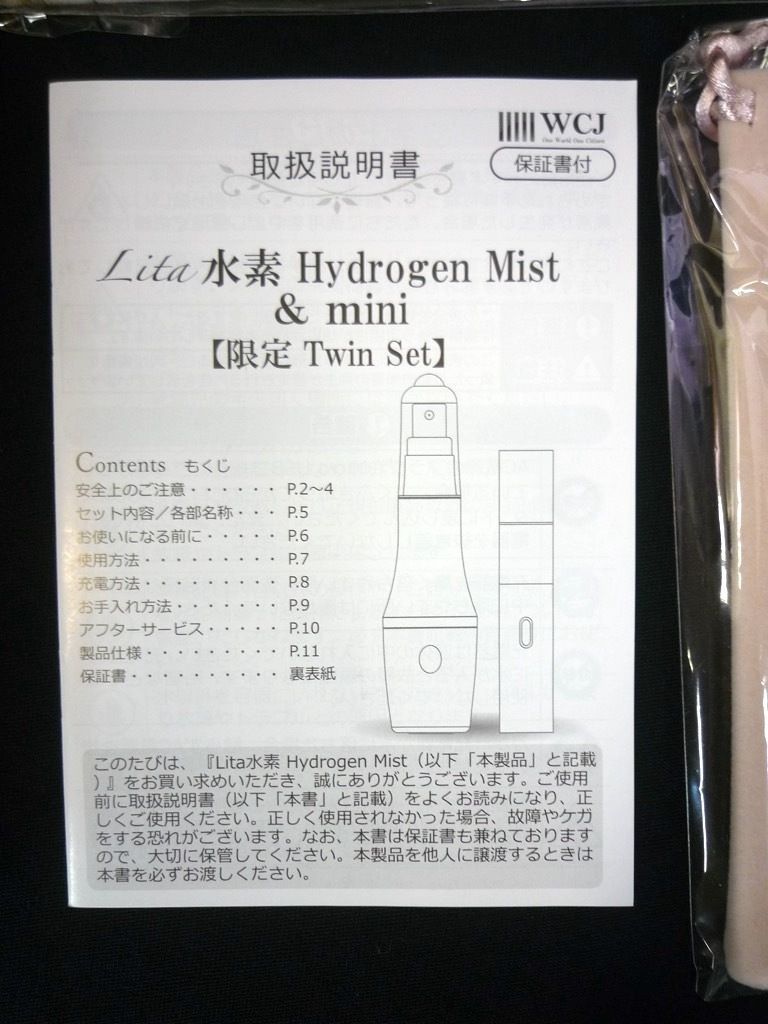 WCJ
One World One Citizen
取扱説明書
保証書付
Lita 水素 Hydrogen Mist
& mini
【限定 Twin Set】
Contents もくじ
安全上のご注意・・・・・・ P.2～4
セット内容／各部名称・・・ P.5
お使いになる前に・・・・・ P.6
使用方法・・・・・・・・・ P.7
充電方法・・・・・・・・・ P.8
お手入れ方法・・・・・・・ P.9
アフターサービス・・・・・ P.10
製品仕様・・・・・・・・・ P.11
保証書・・・・・・・・・・ 裏表紙
このたびは、『Lita水素 Hydrogen Mist（以下「本製品」と記載
）』をお買い求めいただき、誠にありがとうございます。ご使用
前に取扱説明書（以下「本書」と記載）をよくお読みになり、正
しくご使用ください。正しく使用されなかった場合、故障やケガ
をする恐れがございます。なお、本書は保証書も兼ねております
ので、大切に保管してください。本製品を他人に譲渡するときは
本書を必ずお渡しください。